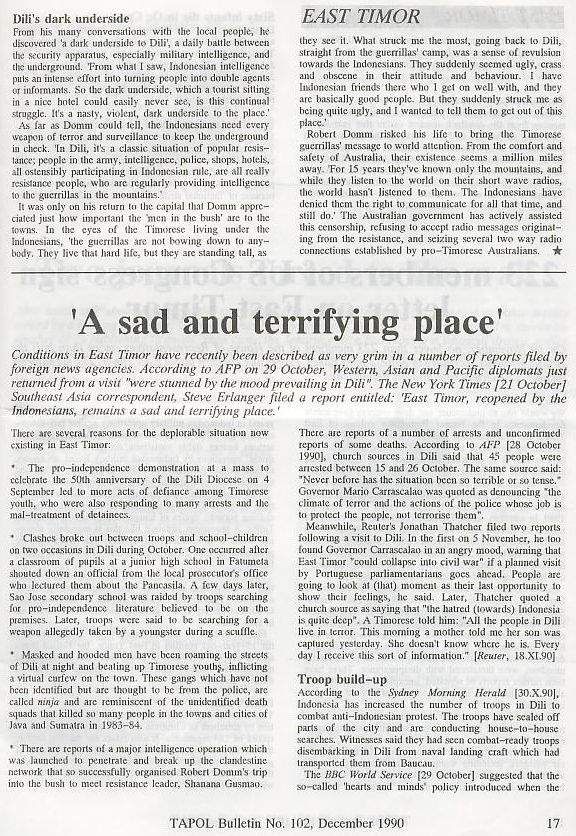 Dili's dark underside
From his many conversations with the local people, he
discovered 'a dark underside to Dili', a daily battle between
the security apparatus, especially military intelligence, and
the underground. 'From what I saw, Indonesian intelligence
puts an intense effort into turning people into double agents
or informants. So the dark underside, which a tourist sitting
in a nice hotel could easily never see, is this continual
struggle. It's a nasty, violent, dark underside to the place.'
As far as Domm could tell, the Indonesians need every
weapon of terror and surveillance to keep the underground
in check. 'In Dili, it's a classic situation of popular resis-
tance; people in the army, intelligence, police, shops, hotels,
all ostensibly participating in Indonesian rule, are all really
resistance people, who are regularly providing intelligence
to the guerrillas in the mountains.'
It was only on his return to the capital that Domm appre-
ciated just how important the 'men in the bush' are to the
towns. In the eyes of the Timorese living under the
Indonesians, 'the guerrillas are not bowing down to any-
body. They live that hard life, but they are standing tall, as
EAST TIMOR
they see it. What struck me the most, going back to Dili,
straight from the guerrillas' camp, was a sense of revulsion
towards the Indonesians. They suddenly seemed ugly, crass
and obscene in their attitude and behaviour. I have
Indonesian friends there who I get on well with, and they
are basically good people. But they suddenly struck me as
being quite ugly, and I wanted to tell them to get out of this
place.'
Robert Domm risked his life to bring the Timorese
guerrillas' message to world attention. From the comfort and
safety of Australia, their existence seems a million miles
away. 'For 15 years they've known only the mountains, and
while they listen to the world on their short wave radios,
the world hasn't listened to them. The Indonesians have
denied them the right to communicate for all that time, and
still do.' The Australian government has actively assisted
this censorship, refusing to accept radio messages originat-
ing from the resistance, and seizing several two way radio
connections established by pro-Timorese Australians. ★
'A sad and terrifying place'
Conditions in East Timor have recently been described as very grim in a number of reports filed by
foreign news agencies. According to AFP on 29 October, Western, Asian and Pacific diplomats just
returned from a visit "were stunned by the mood prevailing in Dili". The New York Times [21 October]
Southeast Asia correspondent, Steve Erlanger filed a report entitled: 'East Timor, reopened by the
Indonesians, remains a sad and terrifying place.'
There are several reasons for the deplorable situation now
existing in East Timor:
* The pro-independence demonstration at a mass to
celebrate the 50th anniversary of the Dili Diocese on 4
September led to more acts of defiance among Timorese
youth, who were also responding to many arrests and the
mal-treatment of detainees.
* Clashes broke out between troops and school-children
on two occasions in Dili during October. One occurred after
a classroom of pupils at a junior high school in Fatumeta
shouted down an official from the local prosecutor's office
who lectured them about the Pancasila. A few days later,
Sao Jose secondary school was raided by troops searching
for pro-independence literature believed to be on the
premises. Later, troops were said to be searching for a
weapon allegedly taken by a youngster during a scuffle.
* Masked and hooded men have been roaming the streets
of Dili at night and beating up Timorese youths, inflicting
a virtual curfew on the town. These gangs which have not
been identified but are thought to be from the police, are
called ninja and are reminiscent of the unidentified death
squads that killed so many people in the towns and cities of
Java and Sumatra in 1983-84.
* There are reports of a major intelligence operation which
was launched to penetrate and break up the clandestine
network that so successfully organised Robert Domm's trip
into the bush to meet resistance leader, Shanana Gusmao.
There are reports of a number of arrests and unconfirmed
reports of some deaths. According to AFP [28 October
1990], church sources in Dili said that 45 people were
arrested between 15 and 26 October. The same source said:
"Never before has the situation been so terrible or so tense."
Governor Mario Carrascalao was quoted as denouncing "the
climate of terror and the actions of the police whose job is
to protect the people, not terrorise them".
Meanwhile, Reuter's Jonathan Thatcher filed two reports
following a visit to Dili. In the first on 5 November, he too
found Governor Carrascalao in an angry mood, warning that
East Timor "could collapse into civil war" if a planned visit
by Portuguese parliamentarians goes ahead. People are
going to look at (that) moment as their last opportunity to
show their feelings, he said. Later, Thatcher quoted a
church source as saying that "the hatred (towards) Indonesia
is quite deep". A Timorese told him: "All the people in Dili
live in terror. This morning a mother told me her son was
captured yesterday. She doesn't know where he is. Every
day I receive this sort of information." [Reuter, 18.XI.90]
Troop build-up
According to the Sydney Morning Herald [30.X.90],
Indonesia has increased the number of troops in Dili to
combat anti-Indonesian protest. The troops have sealed off
parts of the city and are conducting house-to-house
searches. Witnesses said they had seen combat-ready troops
disembarking in Dili from naval landing craft which had
transported them from Baucau.
The BBC World Service [29 October] suggested that the
so-called 'hearts and minds' policy introduced when the
TAPOL Bulletin No. 102, December 1990 17